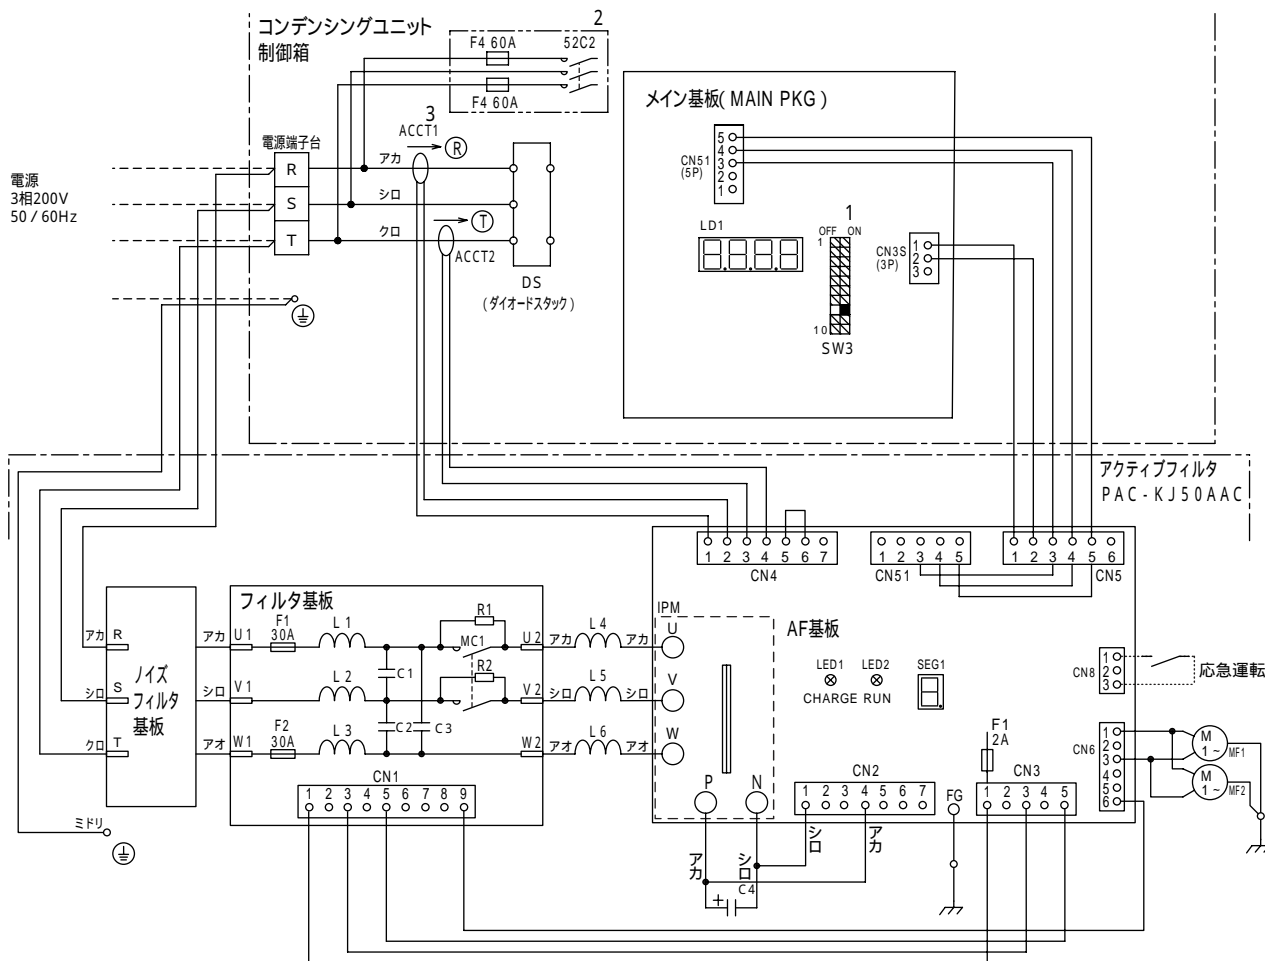 コンデンシングユニット
制御箱
2
F4 60A
52C2
F4 60A
3
ACCT1
R
電源端子台
アカ
R
シロ
S
クロ
T
T
ACCT2
DS
(ダイオードスタック)
電源
3相200V
50 / 60Hz
メイン基板( MAIN PKG )
CN51
(5P)
5
4
3
2
1
LD1
1
OFF ON
1
10
SW3
CN3S
(3P)
1
2
3
アクティブフィルタ
PAC-KJ50AAC
1 2 3 4 5 6 7
CN4
1 2 3 4 5
CN51
1 2 3 4 5 6
CN5
ノイズ
フィルタ
基板
アカ R
シロ S
クロ T
アカ
シロ
アオ
ミドリ
フィルタ基板
U1 F1 30A L1
V1 L2
W1 F2 30A L3
C1
C2
C3
R1
MC1
R2
U2 アカ L4 アカ
V2 シロ L5 シロ
W2 アオ L6 アオ
CN1
1 2 3 4 5 6 7 8 9
IPM
U
V
W
P
N
AF基板
LED1 LED2
CHARGE RUN
SEG1
CN8
1
2
3
応急運転
F1
2A
CN6
1
2
3
4
5
6
M
1~
MF1
M
1~
MF2
CN2
1 2 3 4 5 6 7
FG
CN3
1 2 3 4 5
アカ
シロ
シロ
アカ
C4
+